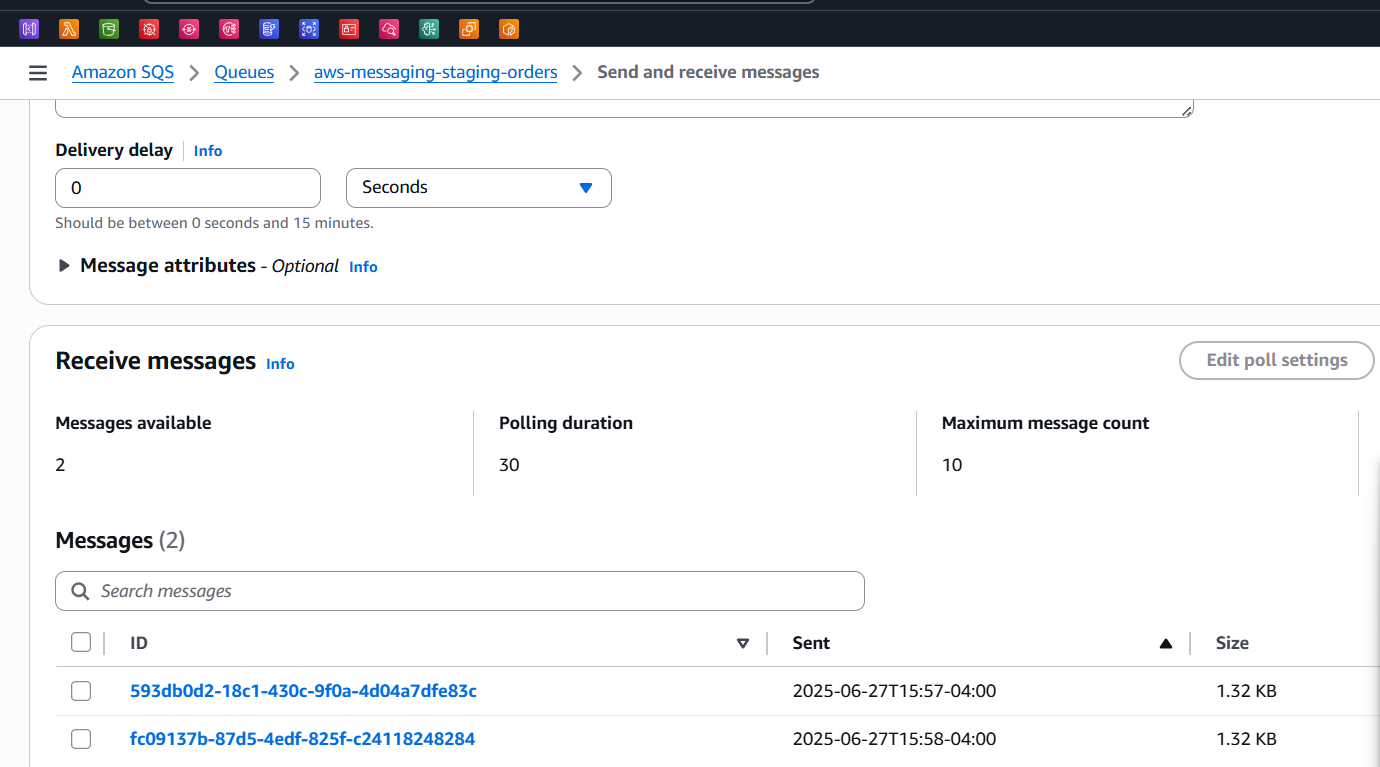 Amazon SQS > Queues > aws-messaging-staging-orders > Send and receive messages
Delivery delay Info
0 Seconds
Should be between 0 seconds and 15 minutes.
Message attributes - Optional Info
Receive messages Info Edit poll settings
Messages available Polling duration Maximum message count
2 30 10
Messages (2)
Search messages
ID Sent Size
593db0d2-18c1-430c-9f0a-4d04a7dfe83c 2025-06-27T15:57-04:00 1.32 KB
fc09137b-87d5-4edf-825f-c24118248284 2025-06-27T15:58-04:00 1.32 KB